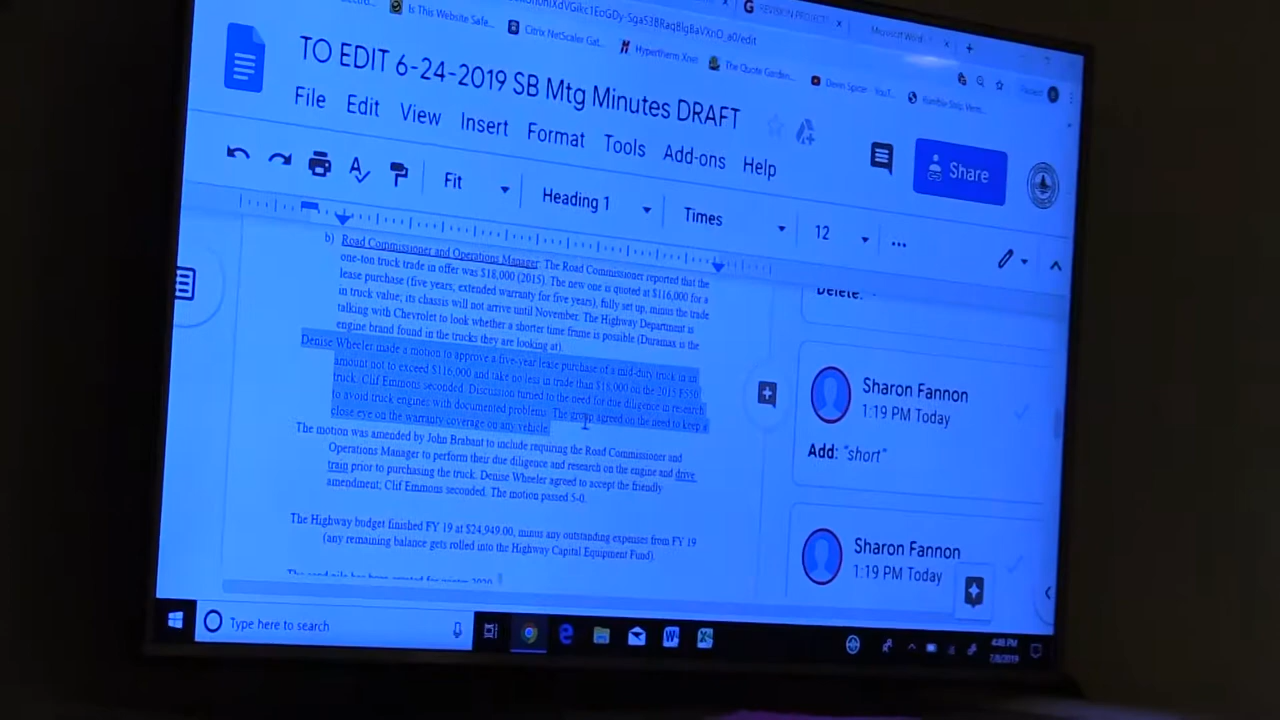 Is This Website Safe...
Citrix NetScaler Gat...
Hypertherm Xnet
The Quote Garden...
TO EDIT 6-24-2019 SB Mtg Minutes DRAFT
File Edit View Insert Format Tools Add-ons Help
Share
Fit
Heading 1
Times
12
b) Road Commissioner and Operations Manager: The Road Commissioner reported that the
one-ton truck trade in offer was $18,000 (2015). The new one is quoted at $116,000 for a
lease purchase (five years, extended warranty for five years), fully set up, minus the trade
in truck value; its chassis will not arrive until November. The Highway Department is
talking with Chevrolet to look whether a shorter time frame is possible (Duramax is the
engine brand found in the trucks they are looking at).
Denise Wheeler made a motion to approve a five-year lease purchase of a mid-duty truck in an
amount not to exceed $116,000 and take no less in trade than $18,000 on the 2015 F550
truck. Clif Emmons seconded. Discussion turned to the need for due diligence in research
to avoid truck engines with documented problems. The group agreed on the need to keep a
close eye on the warranty coverage on any vehicle.
The motion was amended by John Brabant to include requiring the Road Commissioner and
Operations Manager to perform their due diligence and research on the engine and drive
train prior to purchasing the truck. Denise Wheeler agreed to accept the friendly
amendment; Clif Emmons seconded. The motion passed 5-0.
The Highway budget finished FY 19 at $24,949.00, minus any outstanding expenses from FY 19
(any remaining balance gets rolled into the Highway Capital Equipment Fund).
Delete:
Sharon Fannon
1:19 PM Today
Add: "short"
Sharon Fannon
1:19 PM Today
Type here to search
4:48 PM